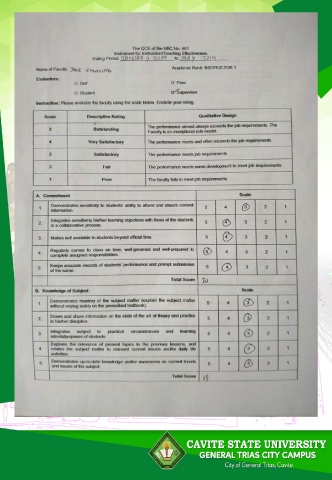 The QCE of the NBC No. 461
Instrument for Instruction/Teaching Effectiveness
Rating Period: JANUARY 2019 to MAY 2019
Name of Faculty: Academic Rank: INSTRUCTOR 1
Evaluators:
Self Peer
Student Supervisor
Instruction: Please evaluate the faculty using the scale below. Encircle your rating.
Scale Descriptive Rating Qualitative Design
5 Outstanding The performance almost always exceeds the job requirements. The
Faculty is an exceptional role model.
4 Very Satisfactory The performance meets and often exceeds the job requirements
3 Satisfactory The performance meets job requirements
2 Fair The performance needs some development to meet job requirements
1 Poor The faculty fails to meet job requirements
A. Commitment Scale
1. Demonstrates sensitivity to students' ability to attend and absorb content 5 4 3 2 1
information.
2. Integrates sensitively his/her learning objectives with those of the students 5 4 3 2 1
in a collaborative process.
3. Makes self available to students beyond official time. 5 4 3 2 1
4. Regularly comes to class on time, well-groomed and well-prepared to 5 4 3 2 1
complete assigned responsibilities.
5. Keeps accurate records of students' performance and prompt submission 5 4 3 2 1
of the same.
Total Score
B. Knowledge of Subject Scale
1. Demonstrates mastery of the subject matter (explain the subject matter 5 4 3 2 1
without relying solely on the prescribed textbook).
2. Draws and share information on the state of the art of theory and practice 5 4 3 2 1
in his/her discipline.
3. Integrates subject to practical circumstances and learning 5 4 3 2 1
intents/purposes of students.
4. Explains the relevance of present topics to the previous lessons, and 5 4 3 2 1
relates the subject matter to relevant current issues and/or daily life
activities.
5. Demonstrates up-to-date knowledge and/or awareness on current trends 5 4 3 2 1
and issues of the subject.
Total Score 15
CAVITE STATE UNIVERSITY
GENERAL TRIAS CITY CAMPUS
City of General Trias, Cavite